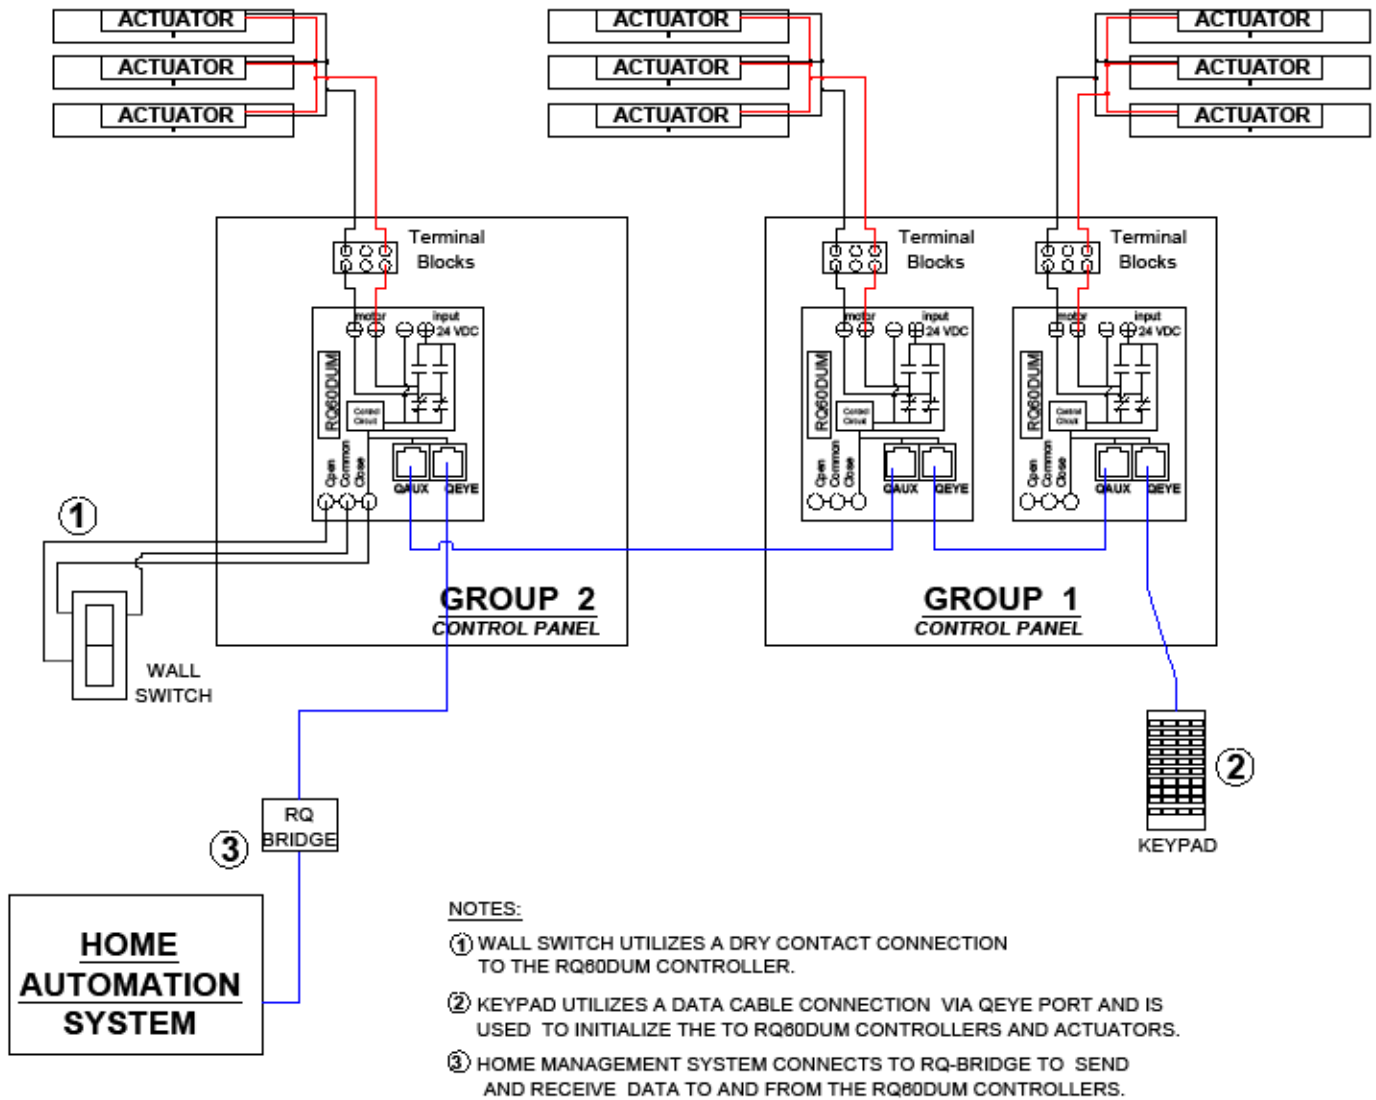 ACTUATOR
ACTUATOR
ACTUATOR
ACTUATOR
ACTUATOR
ACTUATOR
ACTUATOR
ACTUATOR
ACTUATOR
Terminal
Blocks
Terminal
Blocks
Terminal
Blocks
motor
input
24 VDC
RQ60DUM
Control
Circuit
Open
Common
Close
QAUX
QEYE
motor
input
24 VDC
RQ60DUM
Control
Circuit
Open
Common
Close
QAUX
QEYE
motor
input
24 VDC
RQ60DUM
Control
Circuit
Open
Common
Close
QAUX
QEYE
1
GROUP 2
CONTROL PANEL
GROUP 1
CONTROL PANEL
WALL
SWITCH
2
KEYPAD
RQ
BRIDGE
3
HOME
AUTOMATION
SYSTEM
NOTES:
1 WALL SWITCH UTILIZES A DRY CONTACT CONNECTION
TO THE RQ60DUM CONTROLLER.
2 KEYPAD UTILIZES A DATA CABLE CONNECTION VIA QEYE PORT AND IS
USED TO INITIALIZE THE TO RQ60DUM CONTROLLERS AND ACTUATORS.
3 HOME MANAGEMENT SYSTEM CONNECTS TO RQ-BRIDGE TO SEND
AND RECEIVE DATA TO AND FROM THE RQ60DUM CONTROLLERS.